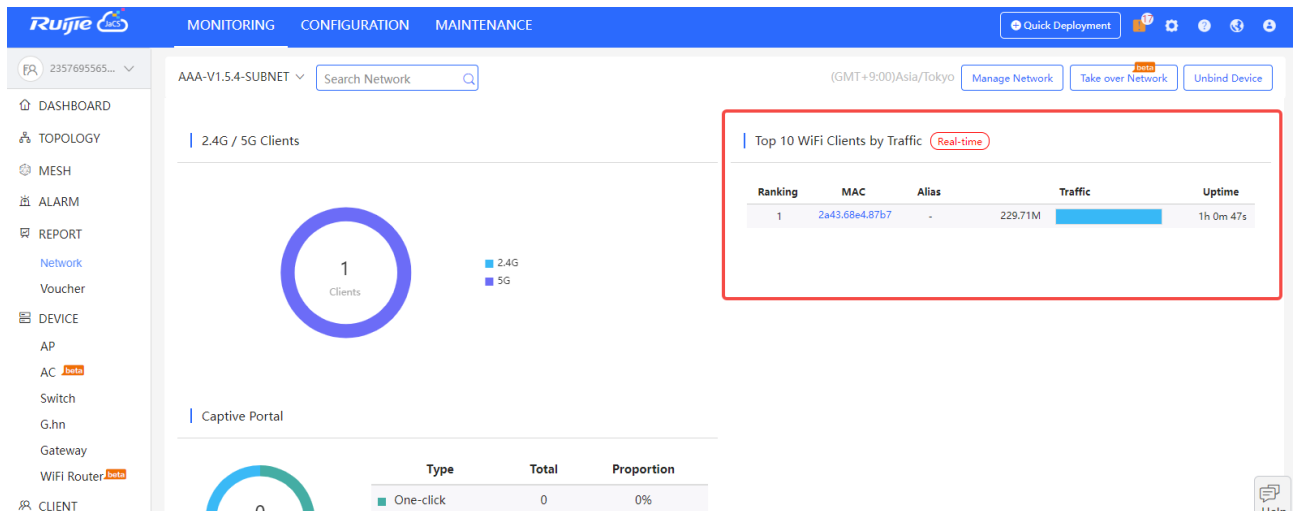 Ruijie JaCS MONITORING CONFIGURATION MAINTENANCE Quick Deployment 17
2357695565...
AAA-V1.5.4-SUBNET Search Network (GMT+9:00)Asia/Tokyo Manage Network Take over Network beta Unbind Device
DASHBOARD
TOPOLOGY
MESH
ALARM
REPORT
Network
Voucher
DEVICE
AP
AC beta
Switch
G.hn
Gateway
WiFi Router beta
CLIENT
2.4G / 5G Clients
1
Clients
2.4G
5G
Top 10 WiFi Clients by Traffic Real-time
Ranking MAC Alias Traffic Uptime
1 2a43.68e4.87b7 - 229.71M 1h 0m 47s
Captive Portal
Type Total Proportion
One-click 0 0%